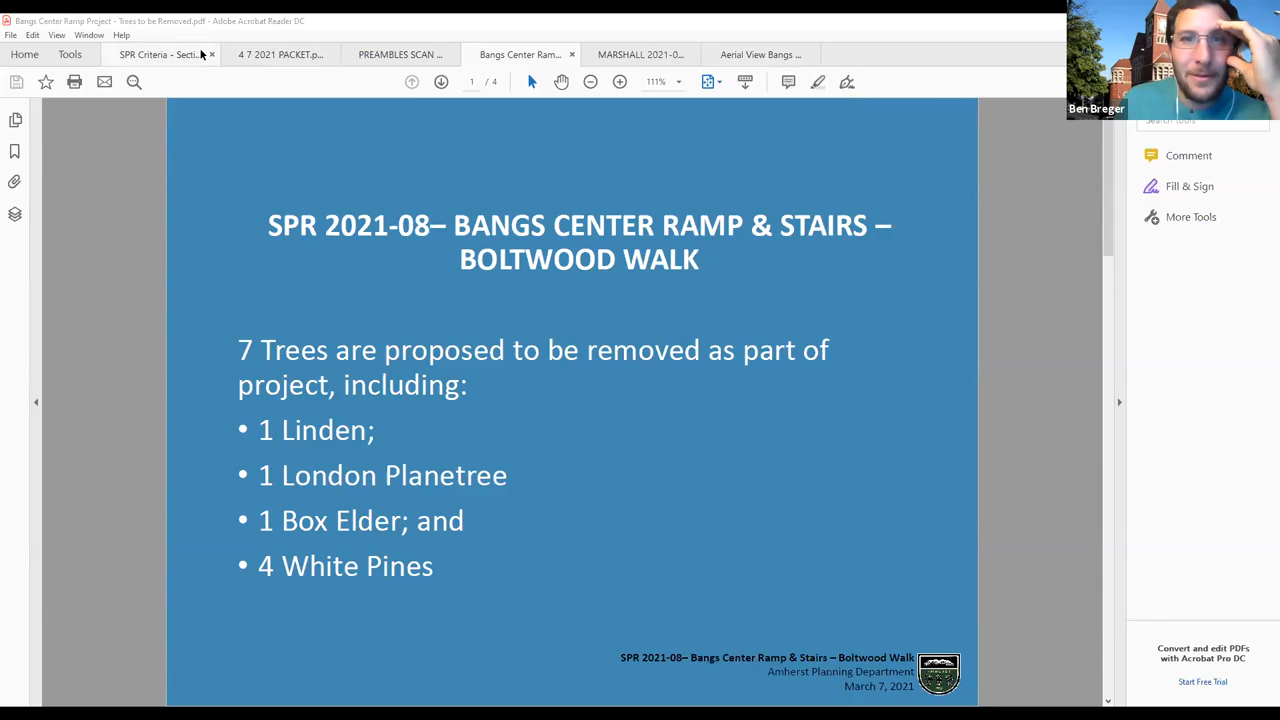 Bangs Center Ramp Project - Trees to be Removed.pdf - Adobe Acrobat Reader DC
File Edit View Window Help
Home Tools SPR Criteria - Secti... 4 7 2021 PACKET.p... PREAMBLES SCAN ... Bangs Center Ram... MARSHALL 2021-0... Aerial View Bangs ...
/ 4 111%
Ben Breger
Search tools
Comment
Fill & Sign
More Tools
SPR 2021-08– BANGS CENTER RAMP & STAIRS –
BOLTWOOD WALK
7 Trees are proposed to be removed as part of
project, including:
• 1 Linden;
• 1 London Planetree
• 1 Box Elder; and
• 4 White Pines
SPR 2021-08– Bangs Center Ramp & Stairs – Boltwood Walk
Amherst Planning Department
March 7, 2021
Convert and edit PDFs
with Acrobat Pro DC
Start Free Trial